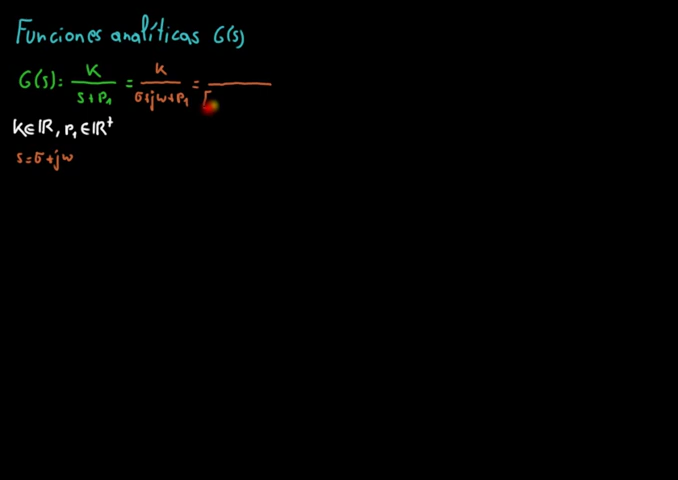 Funciones analíticas G(s)
G(s): K/(s+p₁) = K/(σ+jω+p₁) = /[
K∈ℝ, p₁∈ℝ⁺
s=σ+jω